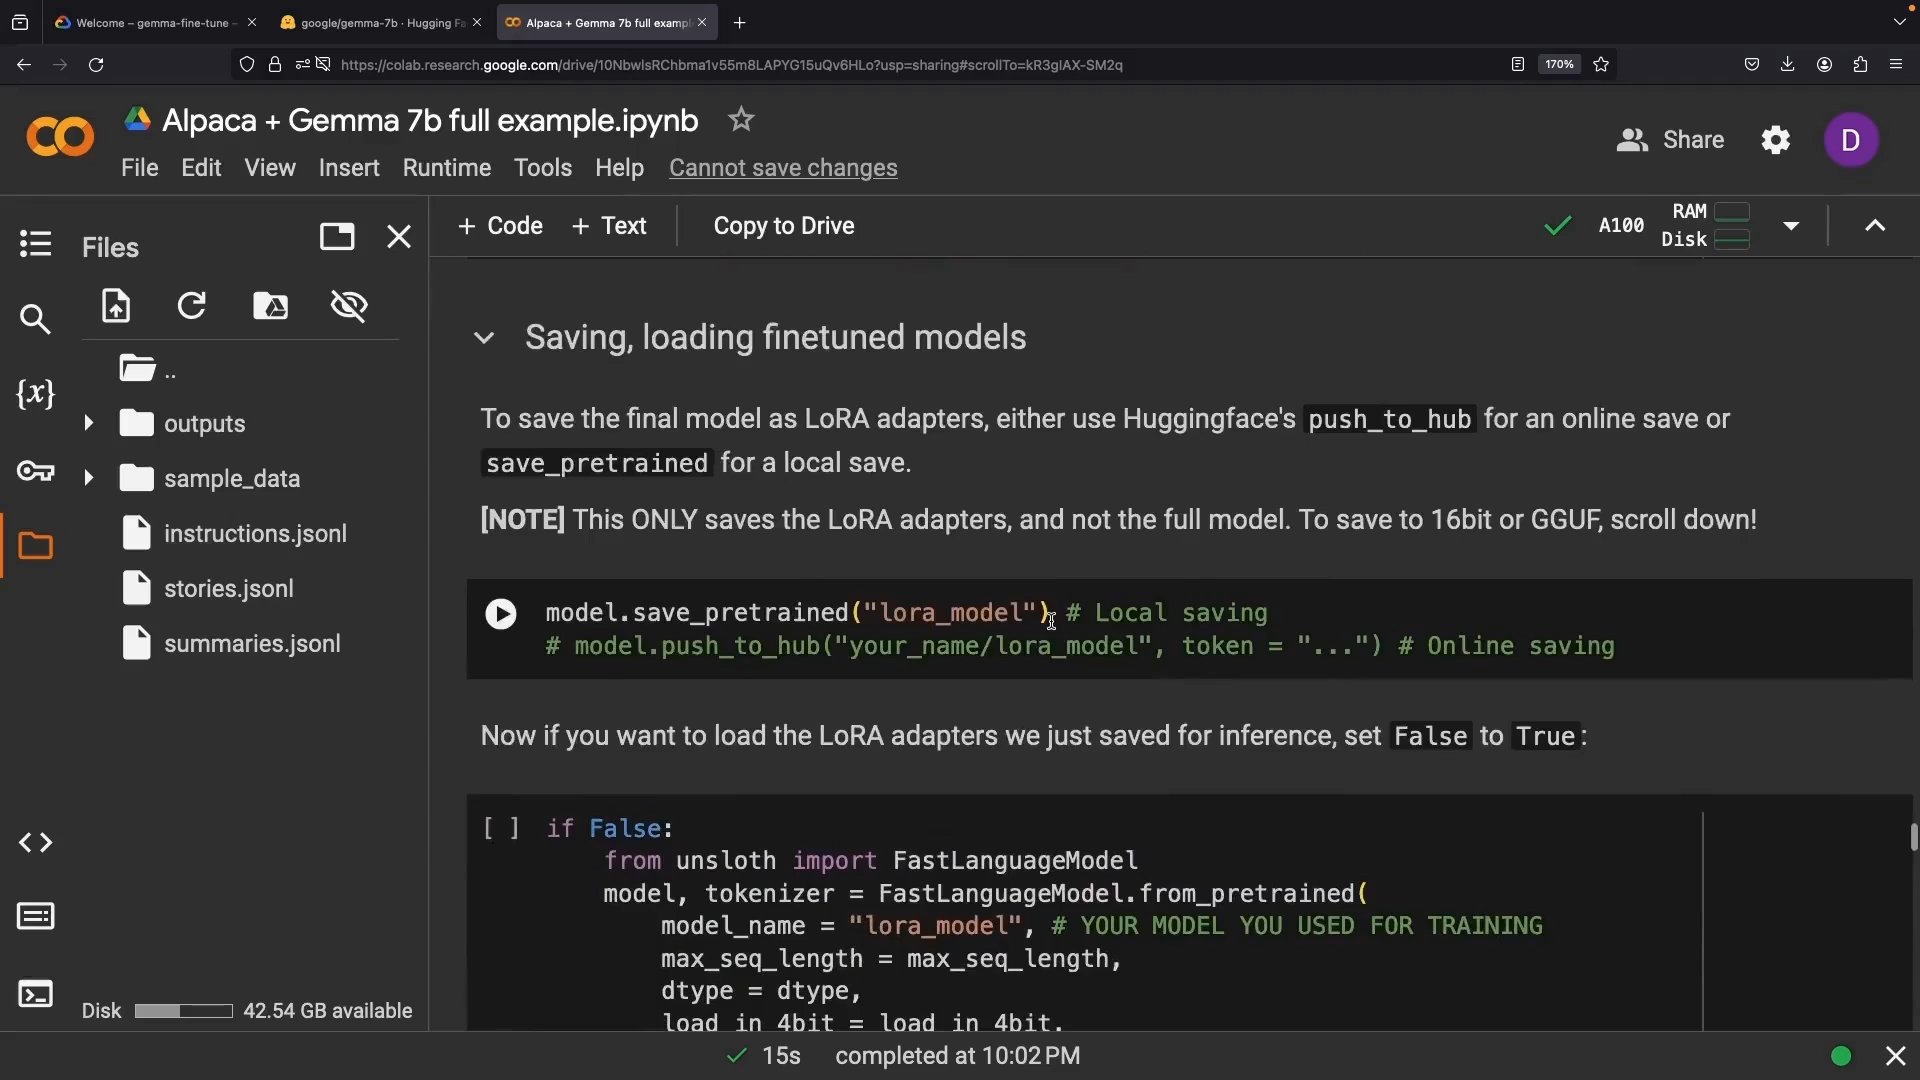 Welcome – gemma-fine-tune –
google/gemma-7b · Hugging Fa
Alpaca + Gemma 7b full exampl
https://colab.research.google.com/drive/10NbwlsRChbma1v55m8LAPYG15uQv6HLo?usp=sharing#scrollTo=kR3gIAX-SM2q
170%
Alpaca + Gemma 7b full example.ipynb
File Edit View Insert Runtime Tools Help Cannot save changes
Share
D
Files
+ Code + Text Copy to Drive
A100
RAM
Disk
..
outputs
sample_data
instructions.jsonl
stories.jsonl
summaries.jsonl
{x}
Disk 42.54 GB available
Saving, loading finetuned models
To save the final model as LoRA adapters, either use Huggingface's push_to_hub for an online save or
save_pretrained for a local save.
[NOTE] This ONLY saves the LoRA adapters, and not the full model. To save to 16bit or GGUF, scroll down!
model.save_pretrained("lora_model") # Local saving
# model.push_to_hub("your_name/lora_model", token = "...") # Online saving
Now if you want to load the LoRA adapters we just saved for inference, set False to True:
[ ] if False:
from unsloth import FastLanguageModel
model, tokenizer = FastLanguageModel.from_pretrained(
model_name = "lora_model", # YOUR MODEL YOU USED FOR TRAINING
max_seq_length = max_seq_length,
dtype = dtype,
load_in_4bit = load_in_4bit,
15s completed at 10:02 PM